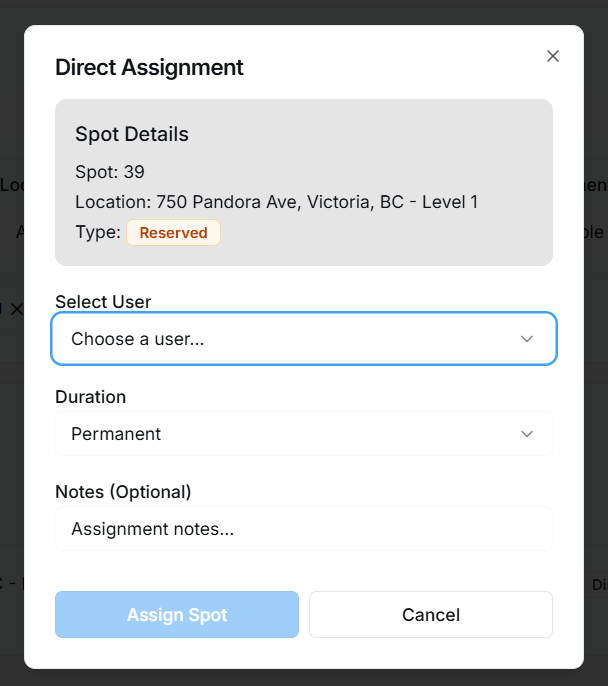 Direct Assignment
Spot Details
Spot: 39
Location: 750 Pandora Ave, Victoria, BC - Level 1
Type: Reserved
Select User
Choose a user...
Duration
Permanent
Notes (Optional)
Assignment notes...
Assign Spot
Cancel